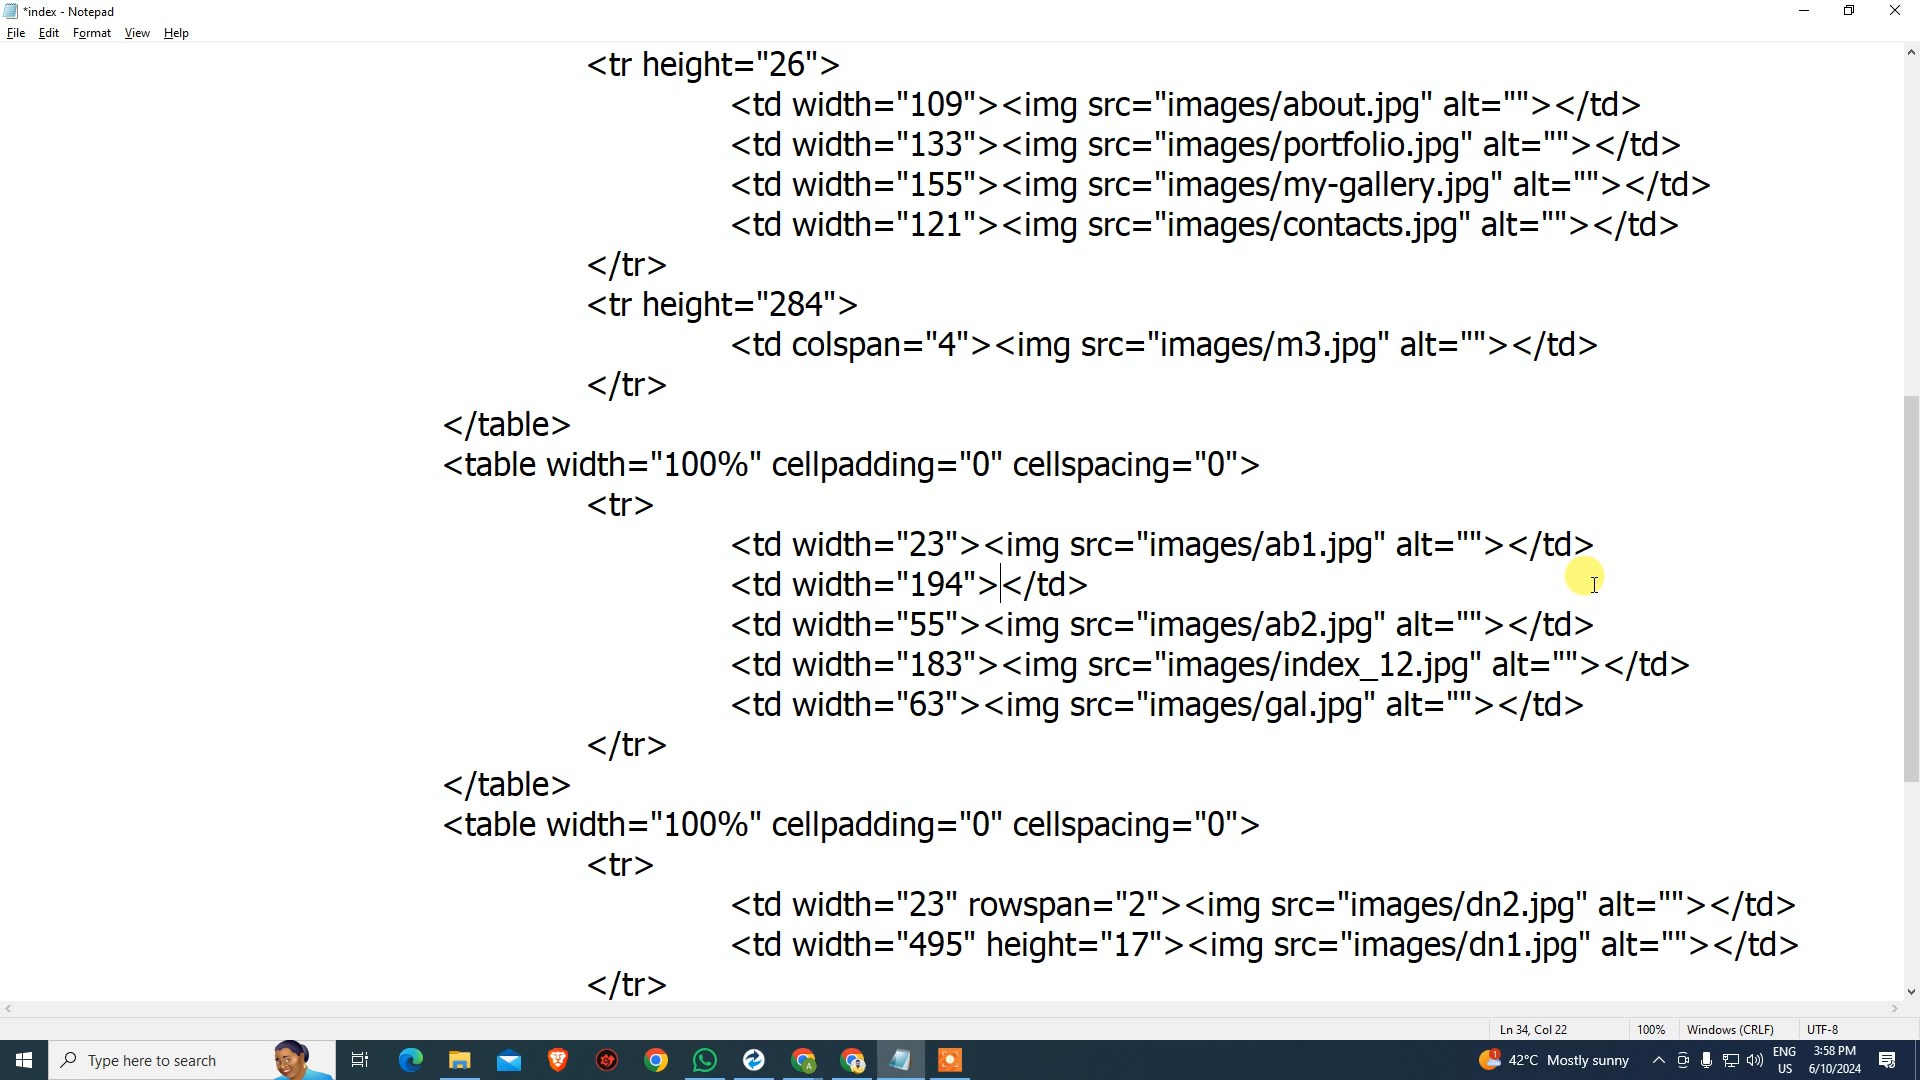 *index - Notepad
File Edit Format View Help
<tr height="26">
<td width="109"><img src="images/about.jpg" alt=""></td>
<td width="133"><img src="images/portfolio.jpg" alt=""></td>
<td width="155"><img src="images/my-gallery.jpg" alt=""></td>
<td width="121"><img src="images/contacts.jpg" alt=""></td>
</tr>
<tr height="284">
<td colspan="4"><img src="images/m3.jpg" alt=""></td>
</tr>
</table>
<table width="100%" cellpadding="0" cellspacing="0">
<tr>
<td width="23"><img src="images/ab1.jpg" alt=""></td>
<td width="194"></td>
<td width="55"><img src="images/ab2.jpg" alt=""></td>
<td width="183"><img src="images/index_12.jpg" alt=""></td>
<td width="63"><img src="images/gal.jpg" alt=""></td>
</tr>
</table>
<table width="100%" cellpadding="0" cellspacing="0">
<tr>
<td width="23" rowspan="2"><img src="images/dn2.jpg" alt=""></td>
<td width="495" height="17"><img src="images/dn1.jpg" alt=""></td>
</tr>
Ln 34, Col 22 100% Windows (CRLF) UTF-8
Type here to search 42°C Mostly sunny ENG US 3:58 PM 6/10/2024